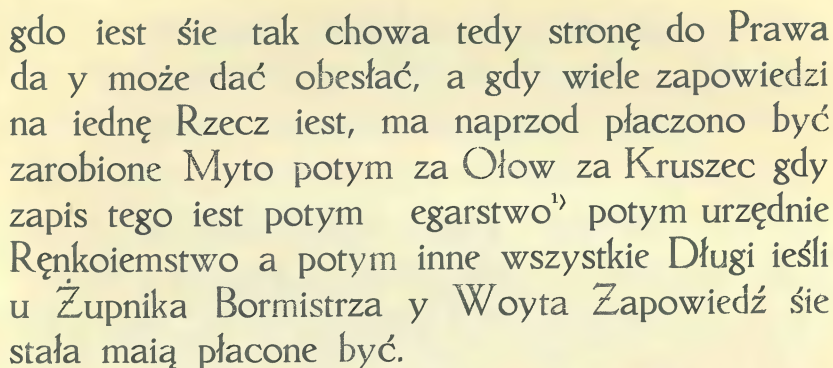 gdo iest śie tak chowa tedy stronę do Prawa
da y może dać obesłać, a gdy wiele zapowiedzi
na iednę Rzecz iest, ma naprzod płaczono być
zarobione Myto potym za Ołow za Kruszec gdy
zapis tego iest potym egarstwo¹⁾ potym urzędnie
Ręnkoiemstwo a potym inne wszystkie Długi ieśli
u Żupnika Bormistrza y Woyta Zapowiedź śie
stała maią płacone być.